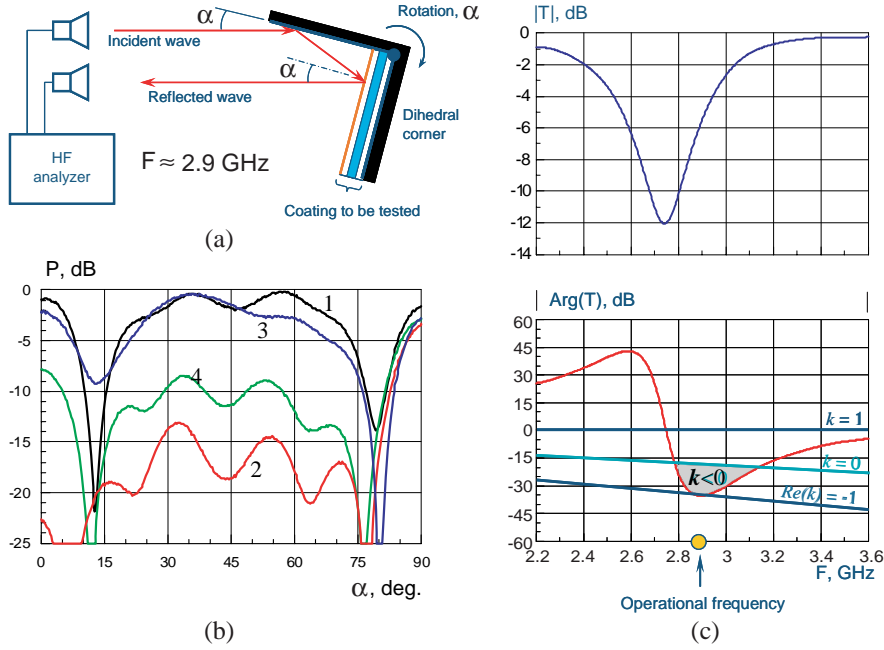 α
Rotation, α
Incident wave
α
Reflected wave
Dihedral
corner
HF
analyzer
F ≈ 2.9 GHz
Coating to be tested
(a)
P, dB
0
-5
-10
-15
-20
-25
1
3
4
2
0 15 30 45 60 75 90
α, deg.
(b)
|T|, dB
0
-2
-4
-6
-8
-10
-12
-14
| Arg(T), dB |
60
45
30
15
0
-15
-30
-45
-60
k = 1
k = 0
k<0
Re(k) = -1
2.2 2.4 2.6 2.8 3 3.2 3.4 3.6
F, GHz
Operational frequency
(c)